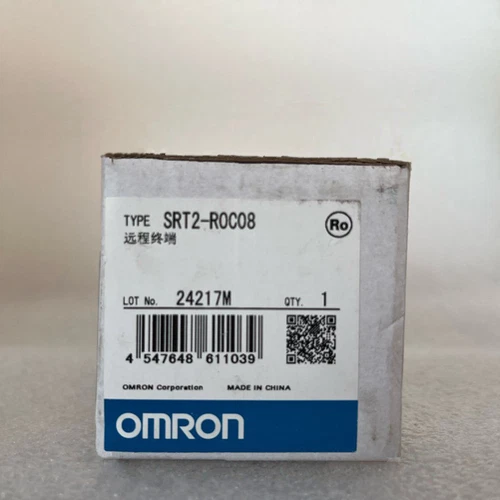 TYPE SRT2-ROC08
Ro
远程终端
LOT No. 24217M QTY. 1
4 547648 611039
OMRON Corporation MADE IN CHINA
OMRON